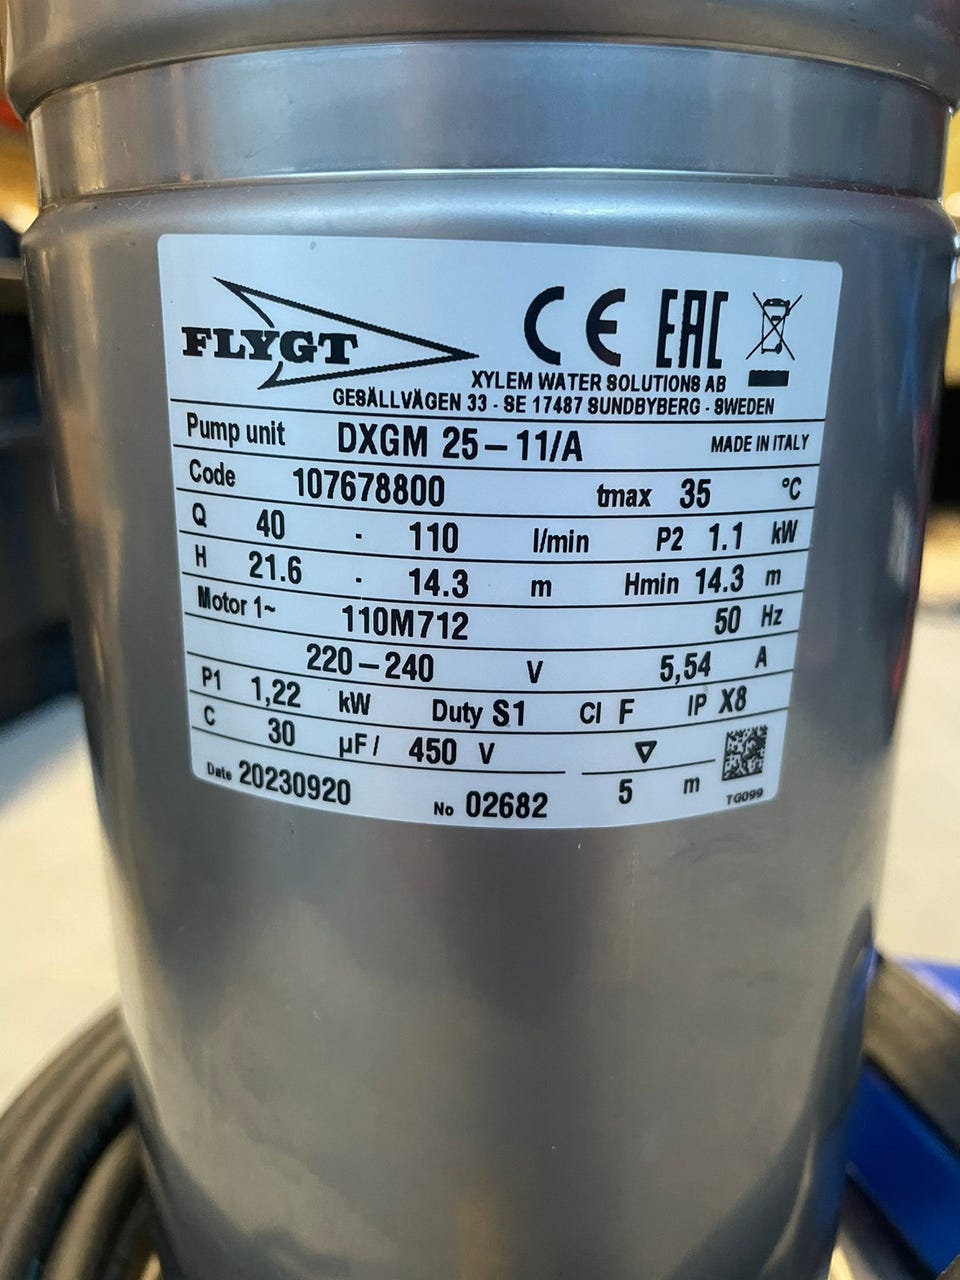 FLYGT
CE EAC
XYLEM WATER SOLUTIONS AB
GESÄLLVÄGEN 33 - SE 17487 SUNDBYBERG - SWEDEN
Pump unit DXGM 25-11/A MADE IN ITALY
Code 107678800 tmax 35 °C
Q 40 - 110 l/min P2 1.1 kW
H 21.6 - 14.3 m Hmin 14.3 m
Motor 1~ 110M712 50 Hz
220-240 V 5,54 A
P1 1,22 kW Duty S1 Cl F IP X8
C 30 µF/ 450 V
Date 20230920 No 02682 5 m TG099